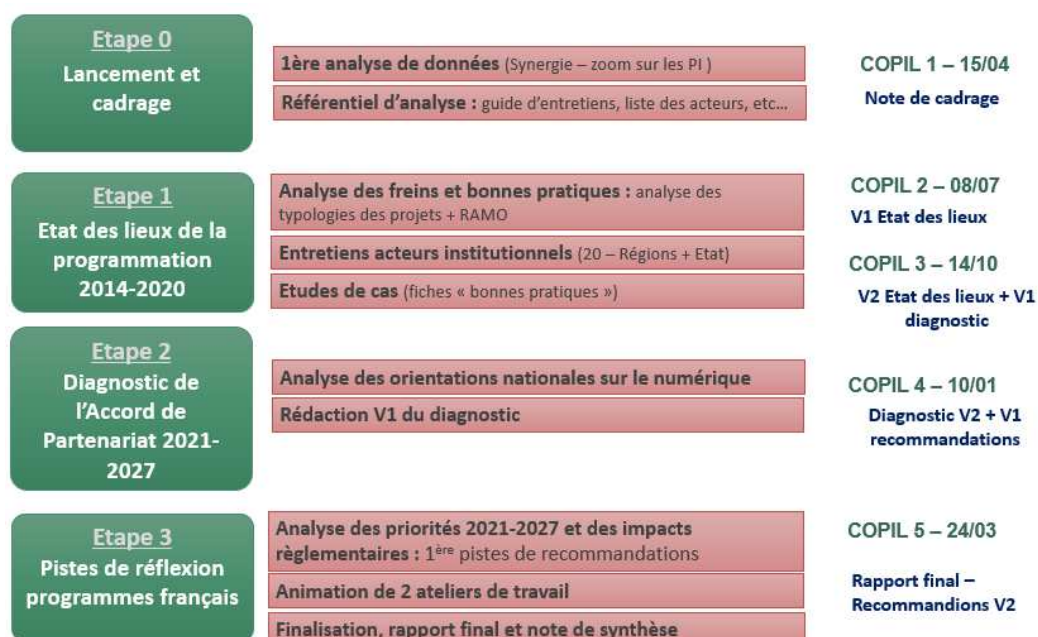 Etape 0
Lancement et
cadrage
1ère analyse de données (Synergie – zoom sur les PI )
Référentiel d'analyse : guide d'entretiens, liste des acteurs, etc…
COPIL 1 – 15/04
Note de cadrage
Etape 1
Etat des lieux de la
programmation
2014-2020
Analyse des freins et bonnes pratiques : analyse des
typologies des projets + RAMO
Entretiens acteurs institutionnels (20 – Régions + Etat)
Etudes de cas (fiches « bonnes pratiques »)
COPIL 2 – 08/07
V1 Etat des lieux
COPIL 3 – 14/10
V2 Etat des lieux + V1
diagnostic
Etape 2
Diagnostic de
l'Accord de
Partenariat 2021-
2027
Analyse des orientations nationales sur le numérique
Rédaction V1 du diagnostic
COPIL 4 – 10/01
Diagnostic V2 + V1
recommandations
Etape 3
Pistes de réflexion
programmes français
Analyse des priorités 2021-2027 et des impacts
règlementaires : 1ère pistes de recommandations
Animation de 2 ateliers de travail
Finalisation, rapport final et note de synthèse
COPIL 5 – 24/03
Rapport final –
Recommandions V2